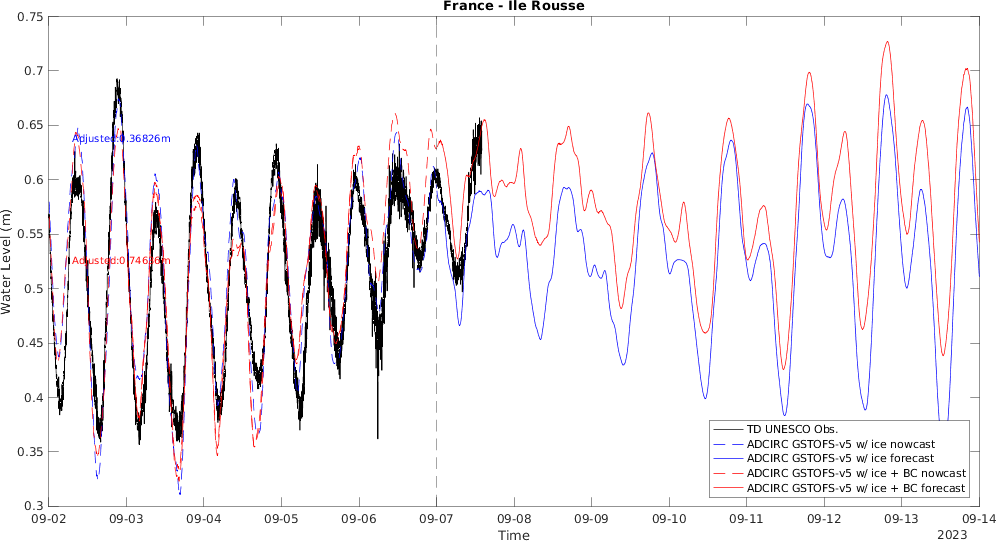 France - Ile Rousse
0.75
0.7
0.65
0.6
0.55
0.5
0.45
0.4
0.35
0.3
Water Level (m)
Adjusted:0.36826m
09-02
09-03
09-04
09-05
09-06
09-07
09-08
09-09
09-10
09-11
09-12
09-13
09-14
Time
2023
TD UNESCO Obs.
ADCIRC GSTOFS-v5 w/ ice nowcast
ADCIRC GSTOFS-v5 w/ ice forecast
ADCIRC GSTOFS-v5 w/ ice + BC nowcast
ADCIRC GSTOFS-v5 w/ ice + BC forecast